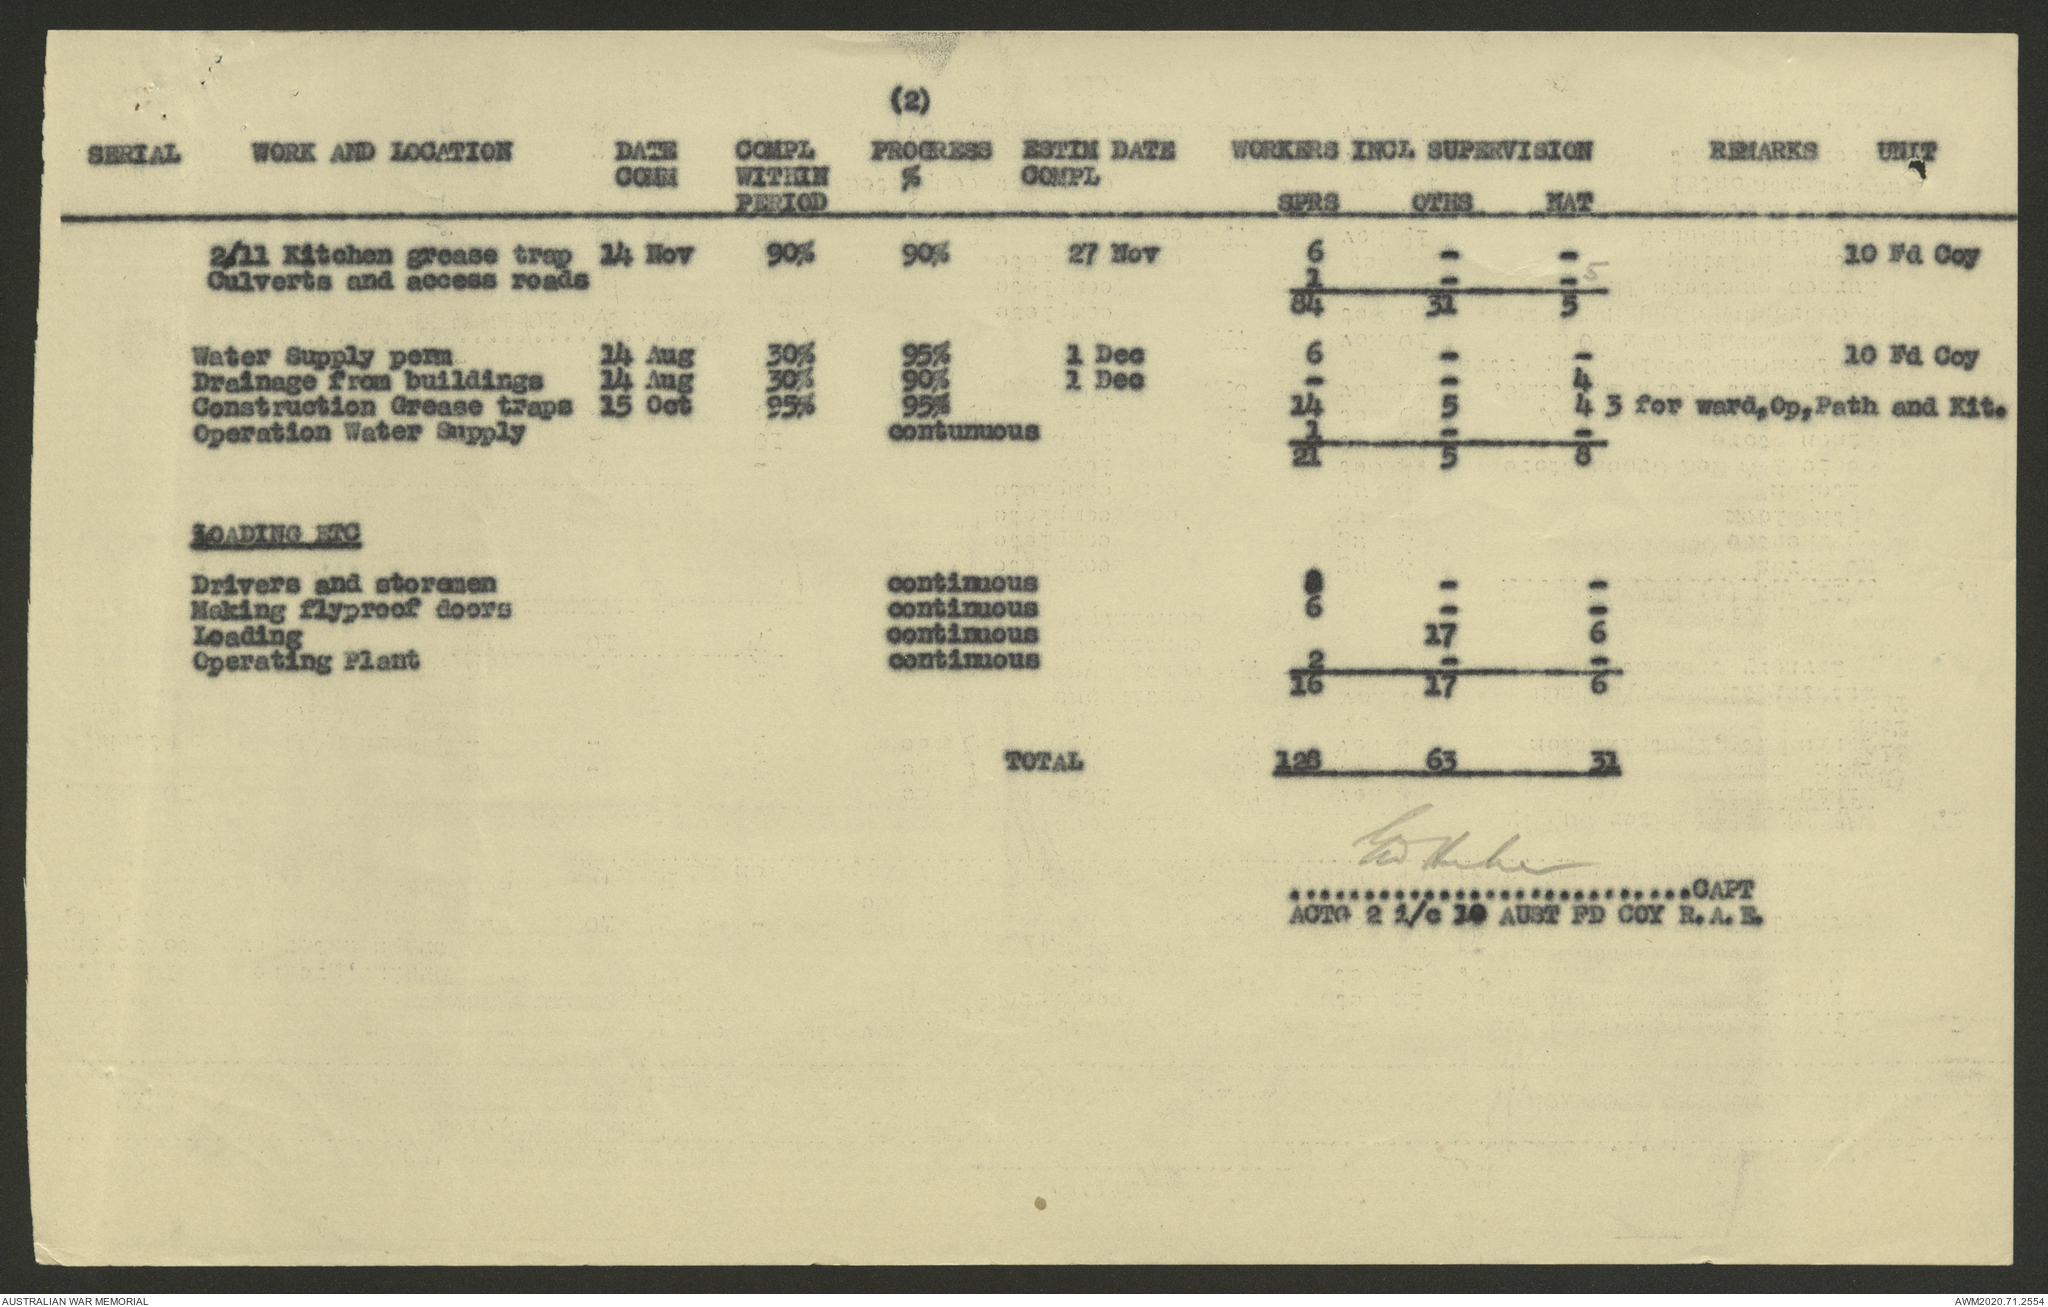 (2)
SERIAL WORK AND LOCATION DATE COMPL PROGRESS ESTIM DATE WORKERS INCL SUPERVISION REMARKS UNIT
COMM WITHIN % COMPL
PERIOD SPRS OTHS NAT
2/11 Kitchen grease trap 14 Nov 90% 90% 27 Nov 6 - - 10 Fd Coy
Culverts and access roads 1 - - 5
84 31 5
Water Supply perm 14 Aug 30% 95% 1 Dec 6 - - 10 Fd Coy
Drainage from buildings 14 Aug 30% 90% 1 Dec - - 4
Construction Grease traps 15 Oct 95% 95% 14 5 4 3 for ward,Op,Path and Kit.
Operation Water Supply contunuous 1 - -
21 5 8
LOADING ETC
Drivers and storemen continuous 8 - -
Making flyproof doors continuous 6 - -
Loading continuous 17 6
Operating Plant continuous 2 - -
16 17 6
TOTAL 128 63 31
...........................CAPT
ACTG 2 i/c 10 AUST FD COY R.A.E.
AUSTRALIAN WAR MEMORIAL AWM2020.71.2554